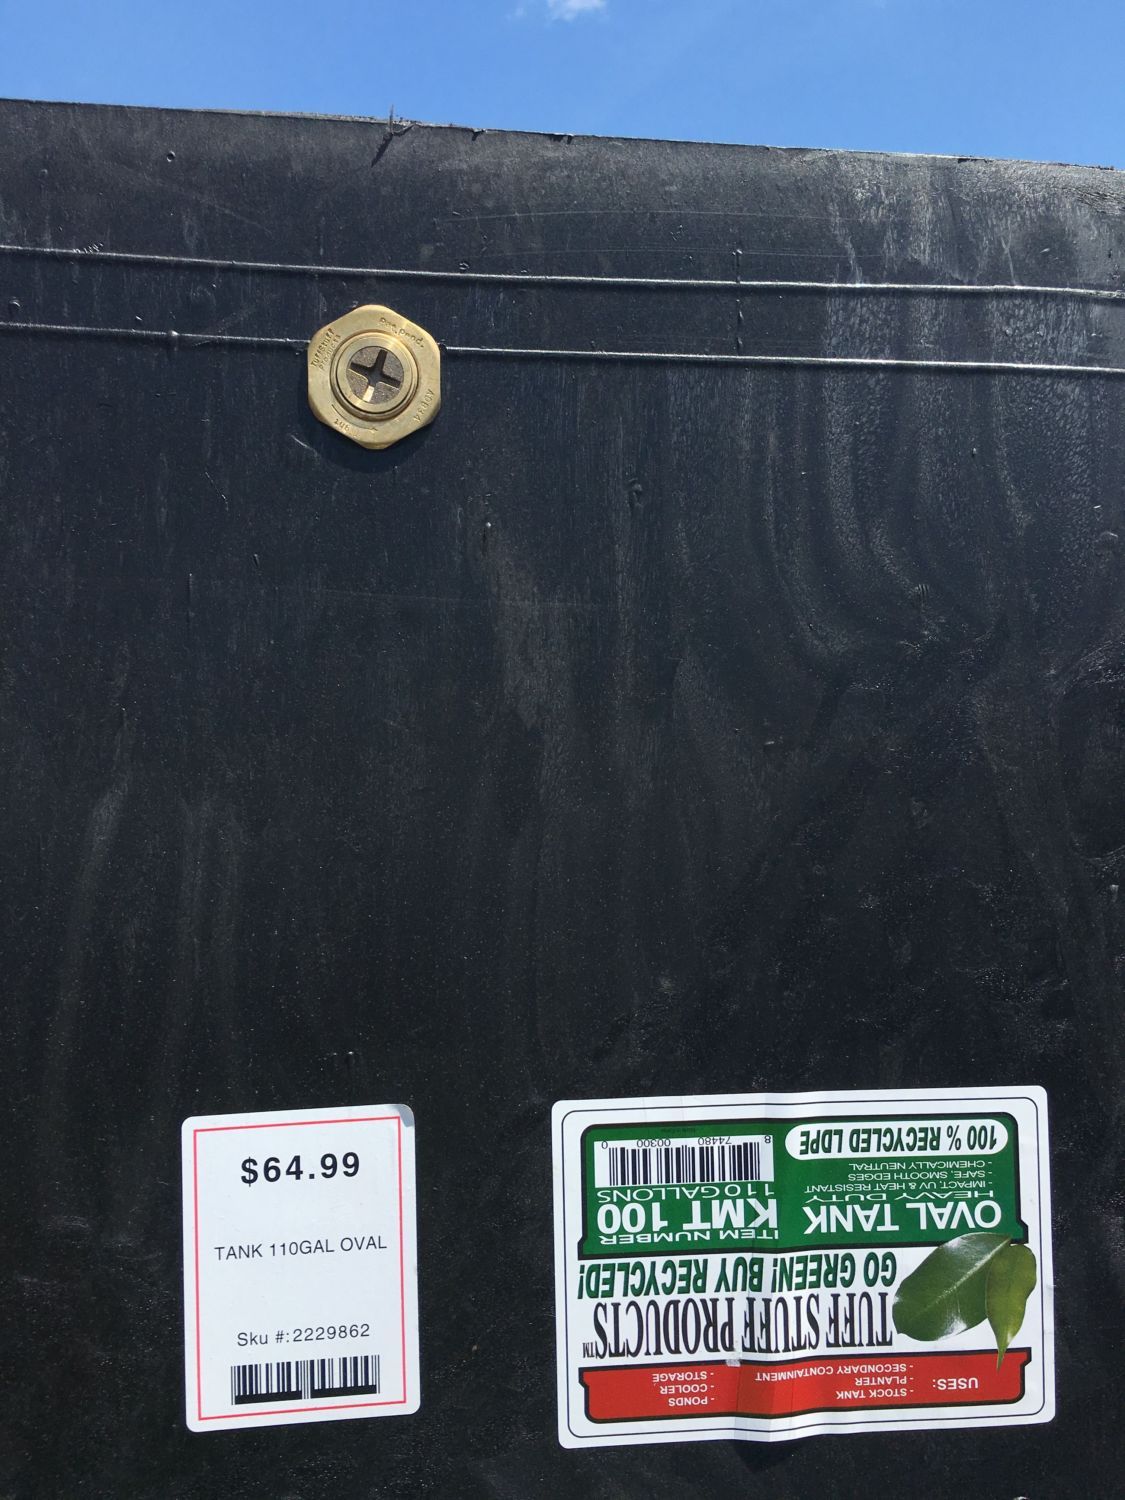 $64.99
TANK 110GAL OVAL
Sku #:2229862
USES:
- STOCK TANK
- PLANTER
- SECONDARY CONTAINMENT
- PONDS
- COOLER
- STORAGE
TUFF STUFF PRODUCTS™
GO GREEN! BUY RECYCLED!
OVAL TANK
HEAVY DUTY
- IMPACT, UV & HEAT RESISTANT
- SAFE, SMOOTH EDGES
- CHEMICALLY NEUTRAL
100 % RECYCLED LDPE
ITEM NUMBER
KMT 100
110 GALLONS
8 74480 00300 0